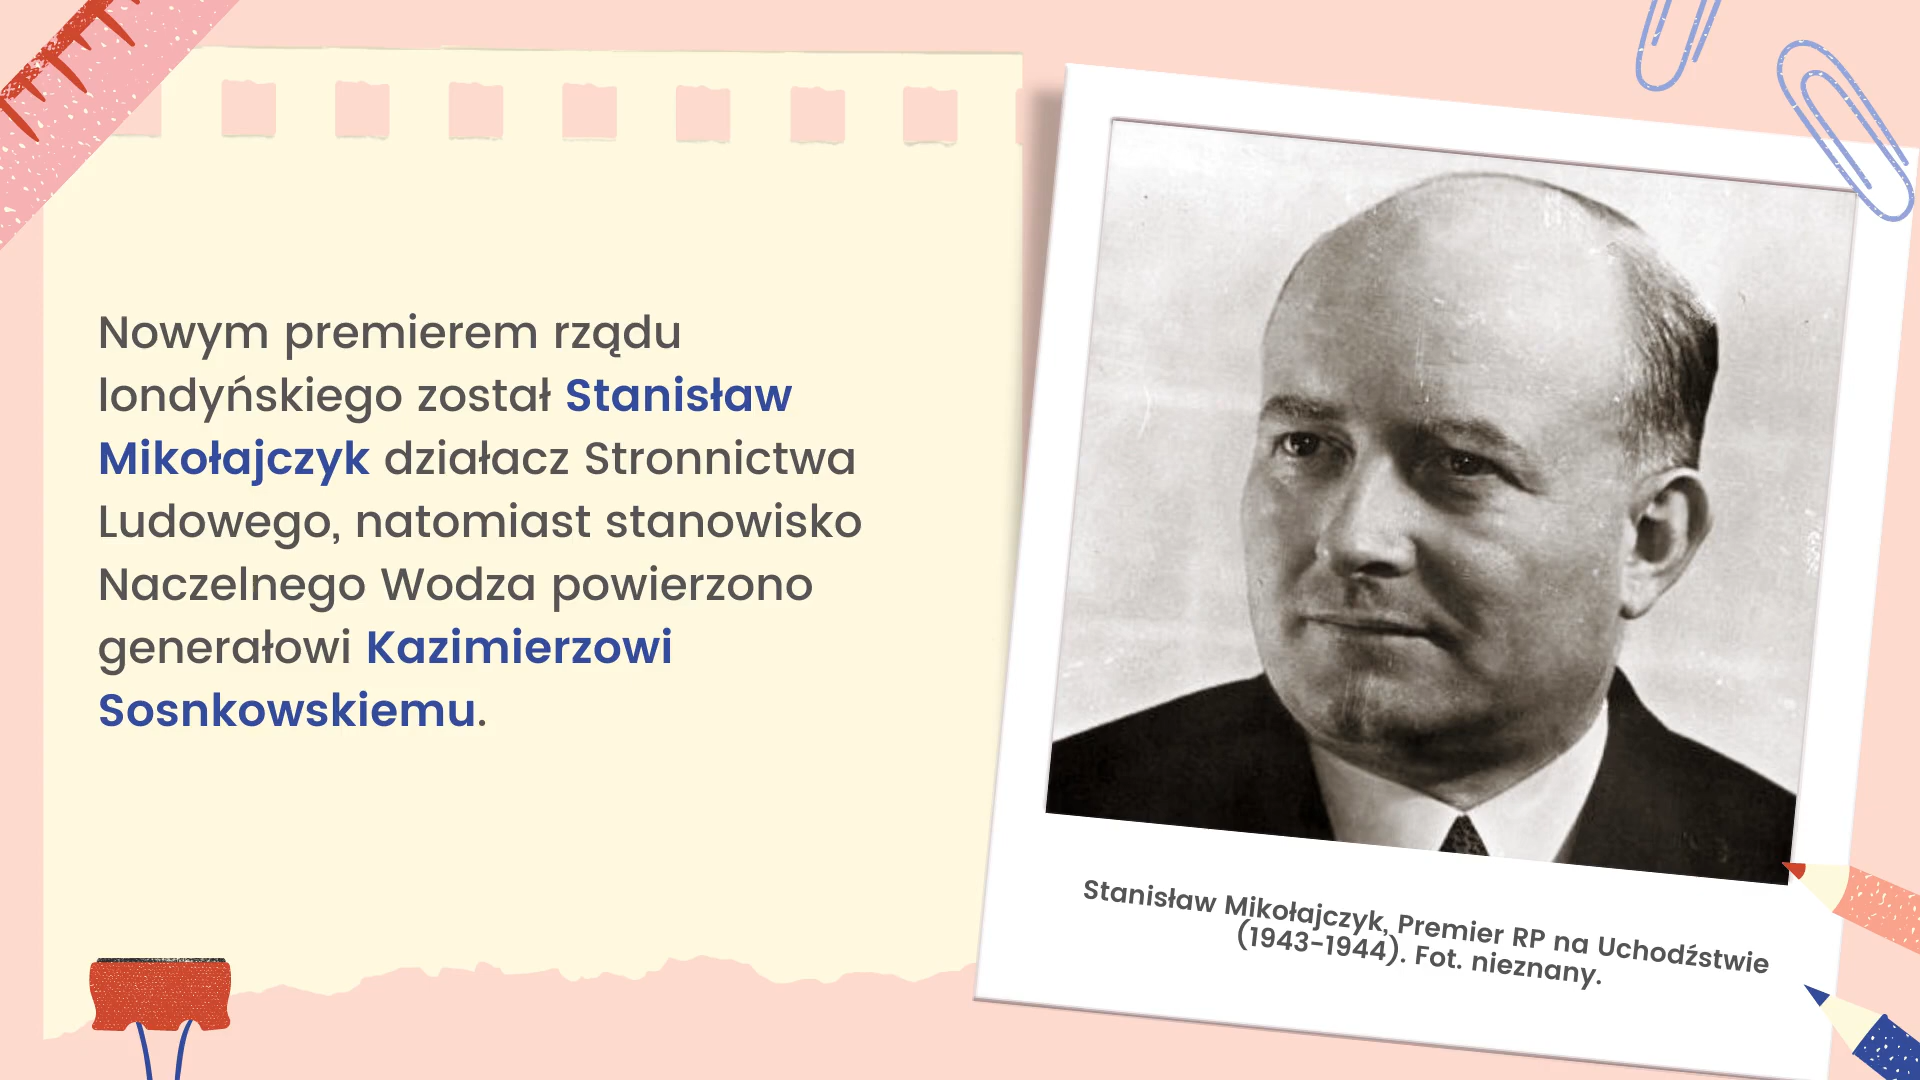 Nowym premierem rządu
londyńskiego został Stanisław
Mikołajczyk działacz Stronnictwa
Ludowego, natomiast stanowisko
Naczelnego Wodza powierzono
generałowi Kazimierzowi
Sosnkowskiemu.
Stanisław Mikołajczyk, Premier RP na Uchodźstwie
(1943-1944). Fot. nieznany.